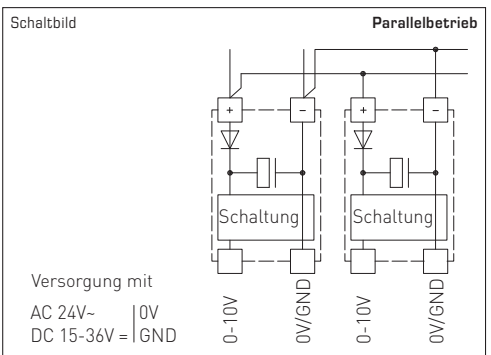 Schaltbild Parallelbetrieb
+ − + −
Schaltung Schaltung
Versorgung mit
AC 24V~ | 0V
DC 15-36V = | GND
0-10V
0V/GND
0-10V
0V/GND